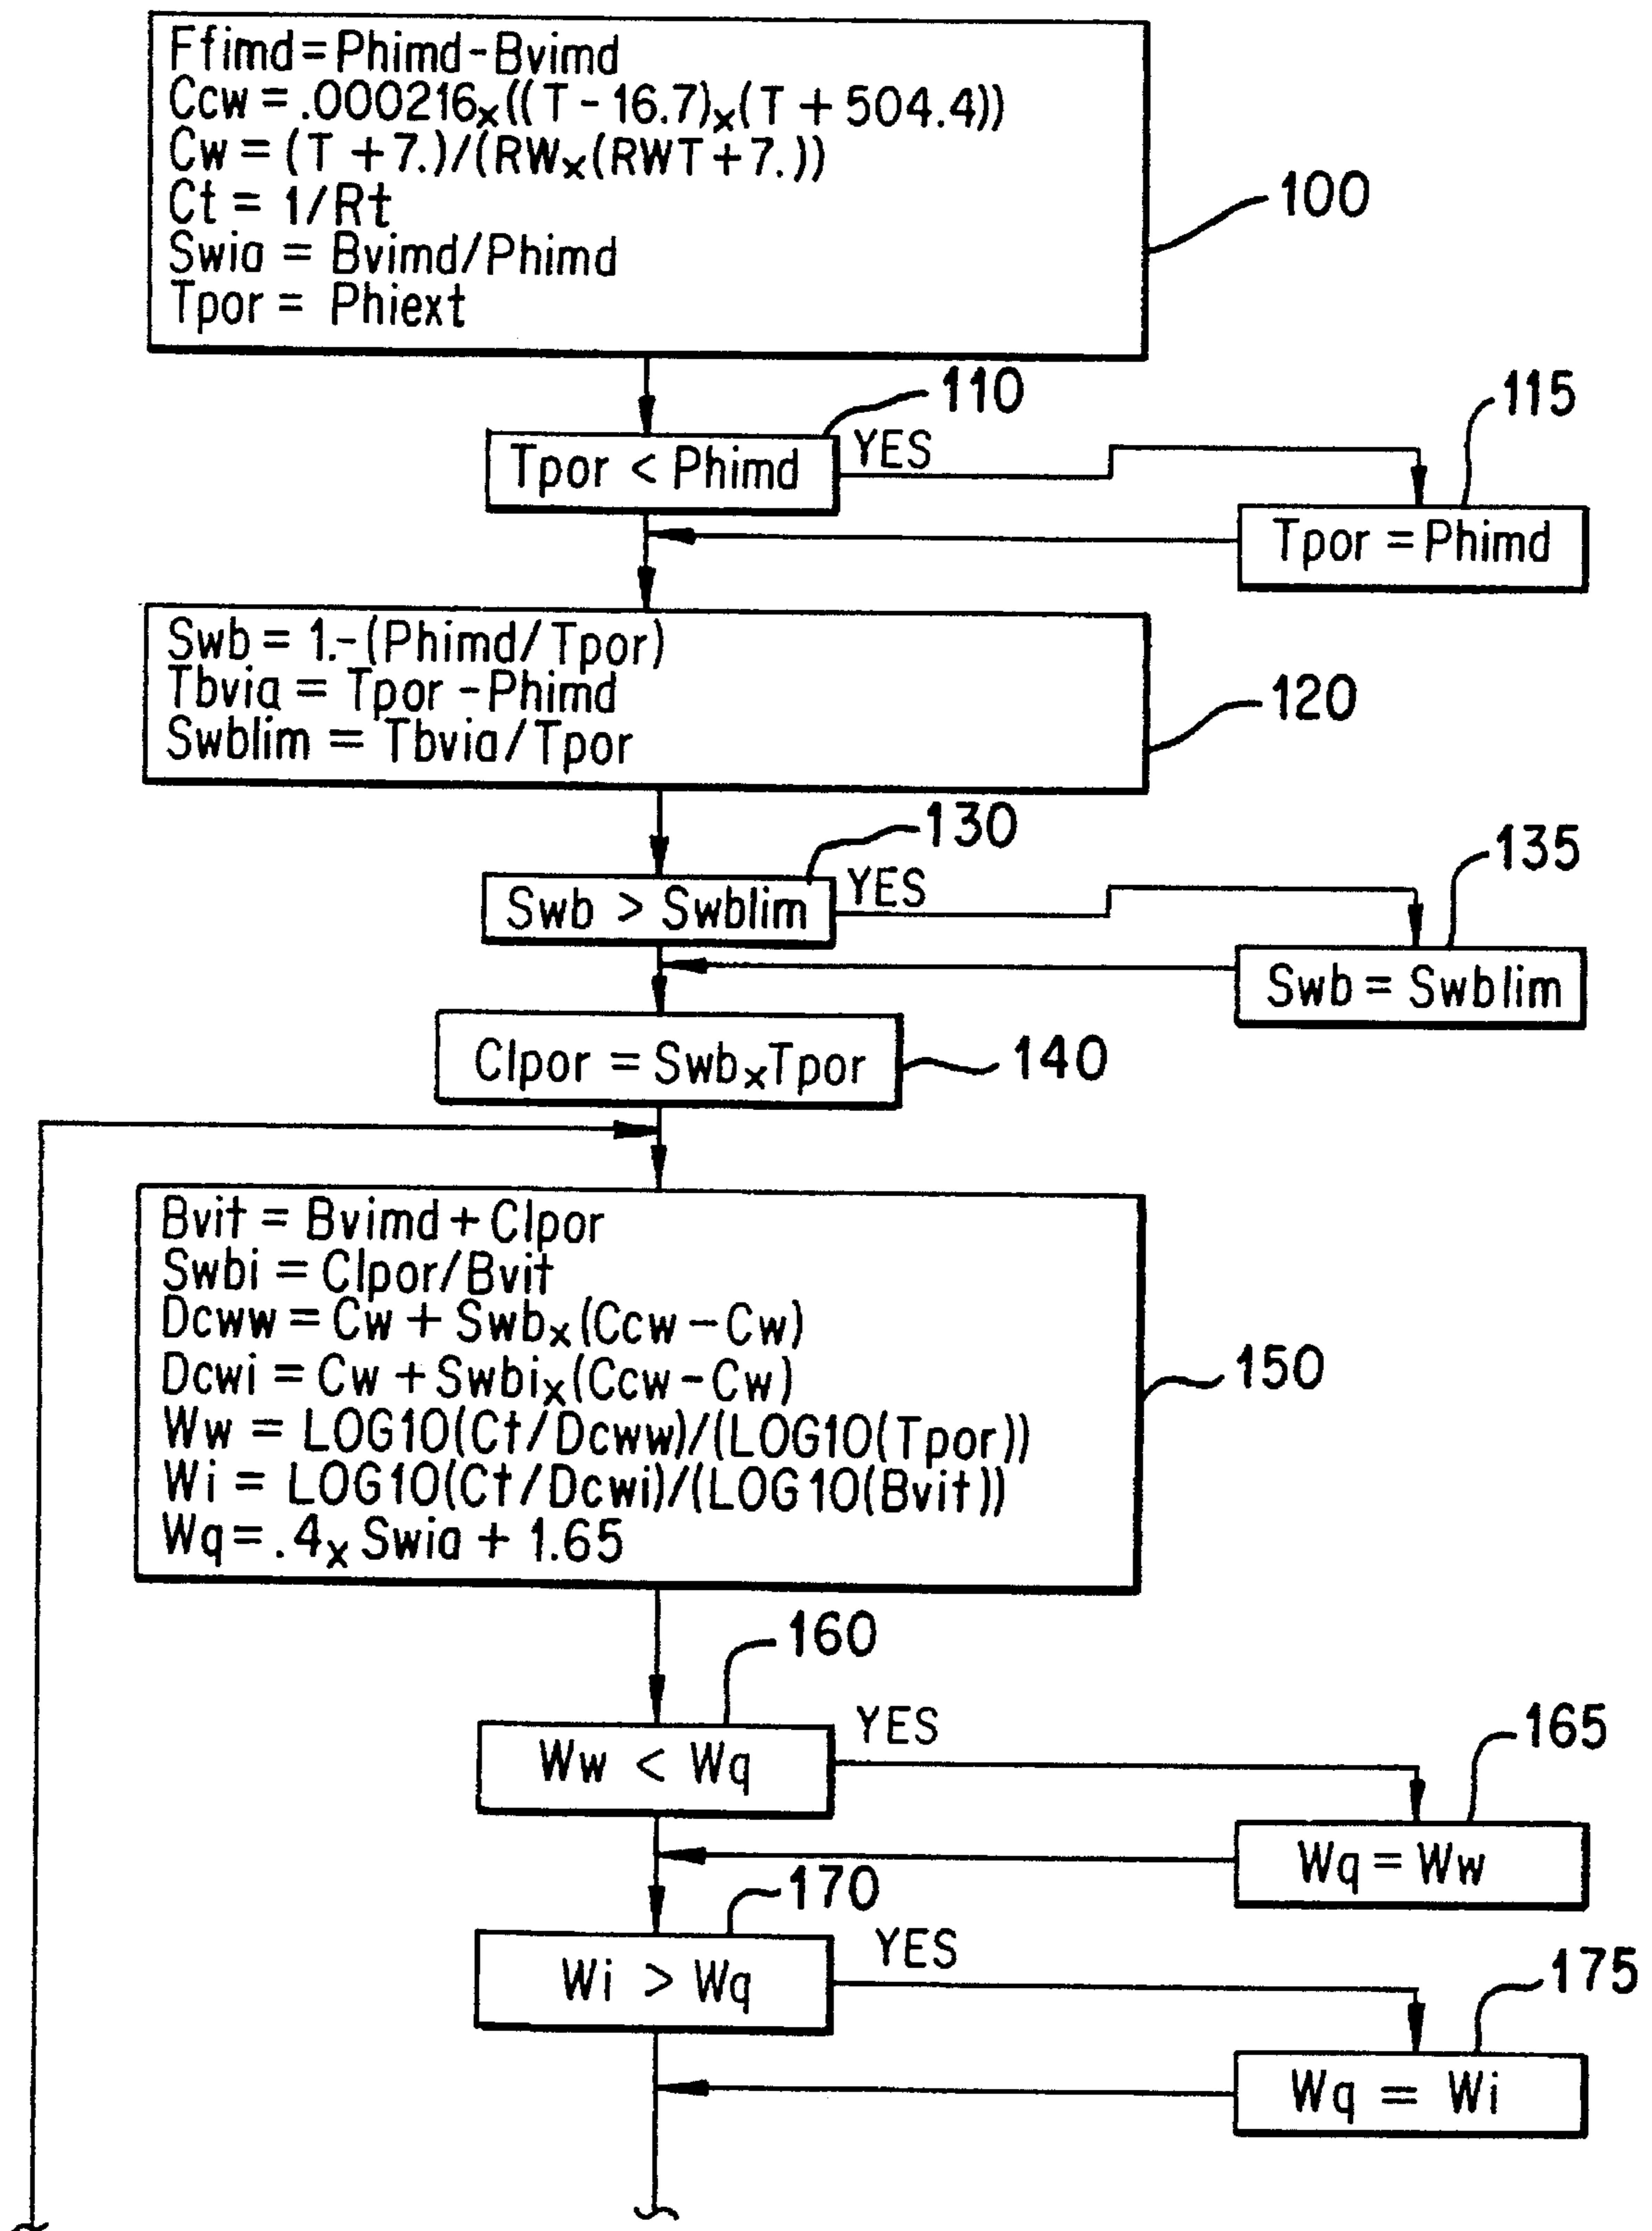 Ffimd = Phimd - Bvimd
Ccw = .000216x((T - 16.7)x(T + 504.4))
Cw = (T + 7.)/(RWx(RWT + 7.))
Ct = 1/Rt
Swia = Bvimd/Phimd
Tpor = Phiext
100
110
Tpor < Phimd
YES
115
Tpor = Phimd
Swb = 1.-(Phimd/Tpor)
Tbvia = Tpor - Phimd
Swblim = Tbvia/Tpor
120
130
Swb > Swblim
YES
135
Swb = Swblim
Clpor = SwbxTpor
140
Bvit = Bvimd + Clpor
Swbi = Clpor/Bvit
Dcww = Cw + Swbx(Ccw - Cw)
Dcwi = Cw + Swbix(Ccw - Cw)
Ww = LOG10(Ct/Dcww)/(LOG10(Tpor))
Wi = LOG10(Ct/Dcwi)/(LOG10(Bvit))
Wq = .4x Swia + 1.65
150
160
Ww < Wq
YES
165
Wq = Ww
170
Wi > Wq
YES
175
Wq = Wi